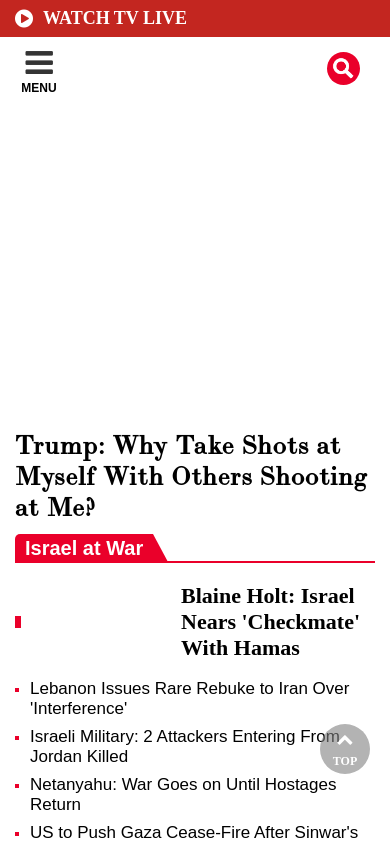 WATCH TV LIVE
MENU
Trump: Why Take Shots at
Myself With Others Shooting
at Me?
Israel at War
Blaine Holt: Israel
Nears 'Checkmate'
With Hamas
Lebanon Issues Rare Rebuke to Iran Over
'Interference'
Israeli Military: 2 Attackers Entering From
Jordan Killed
Netanyahu: War Goes on Until Hostages
Return
US to Push Gaza Cease-Fire After Sinwar's
TOP